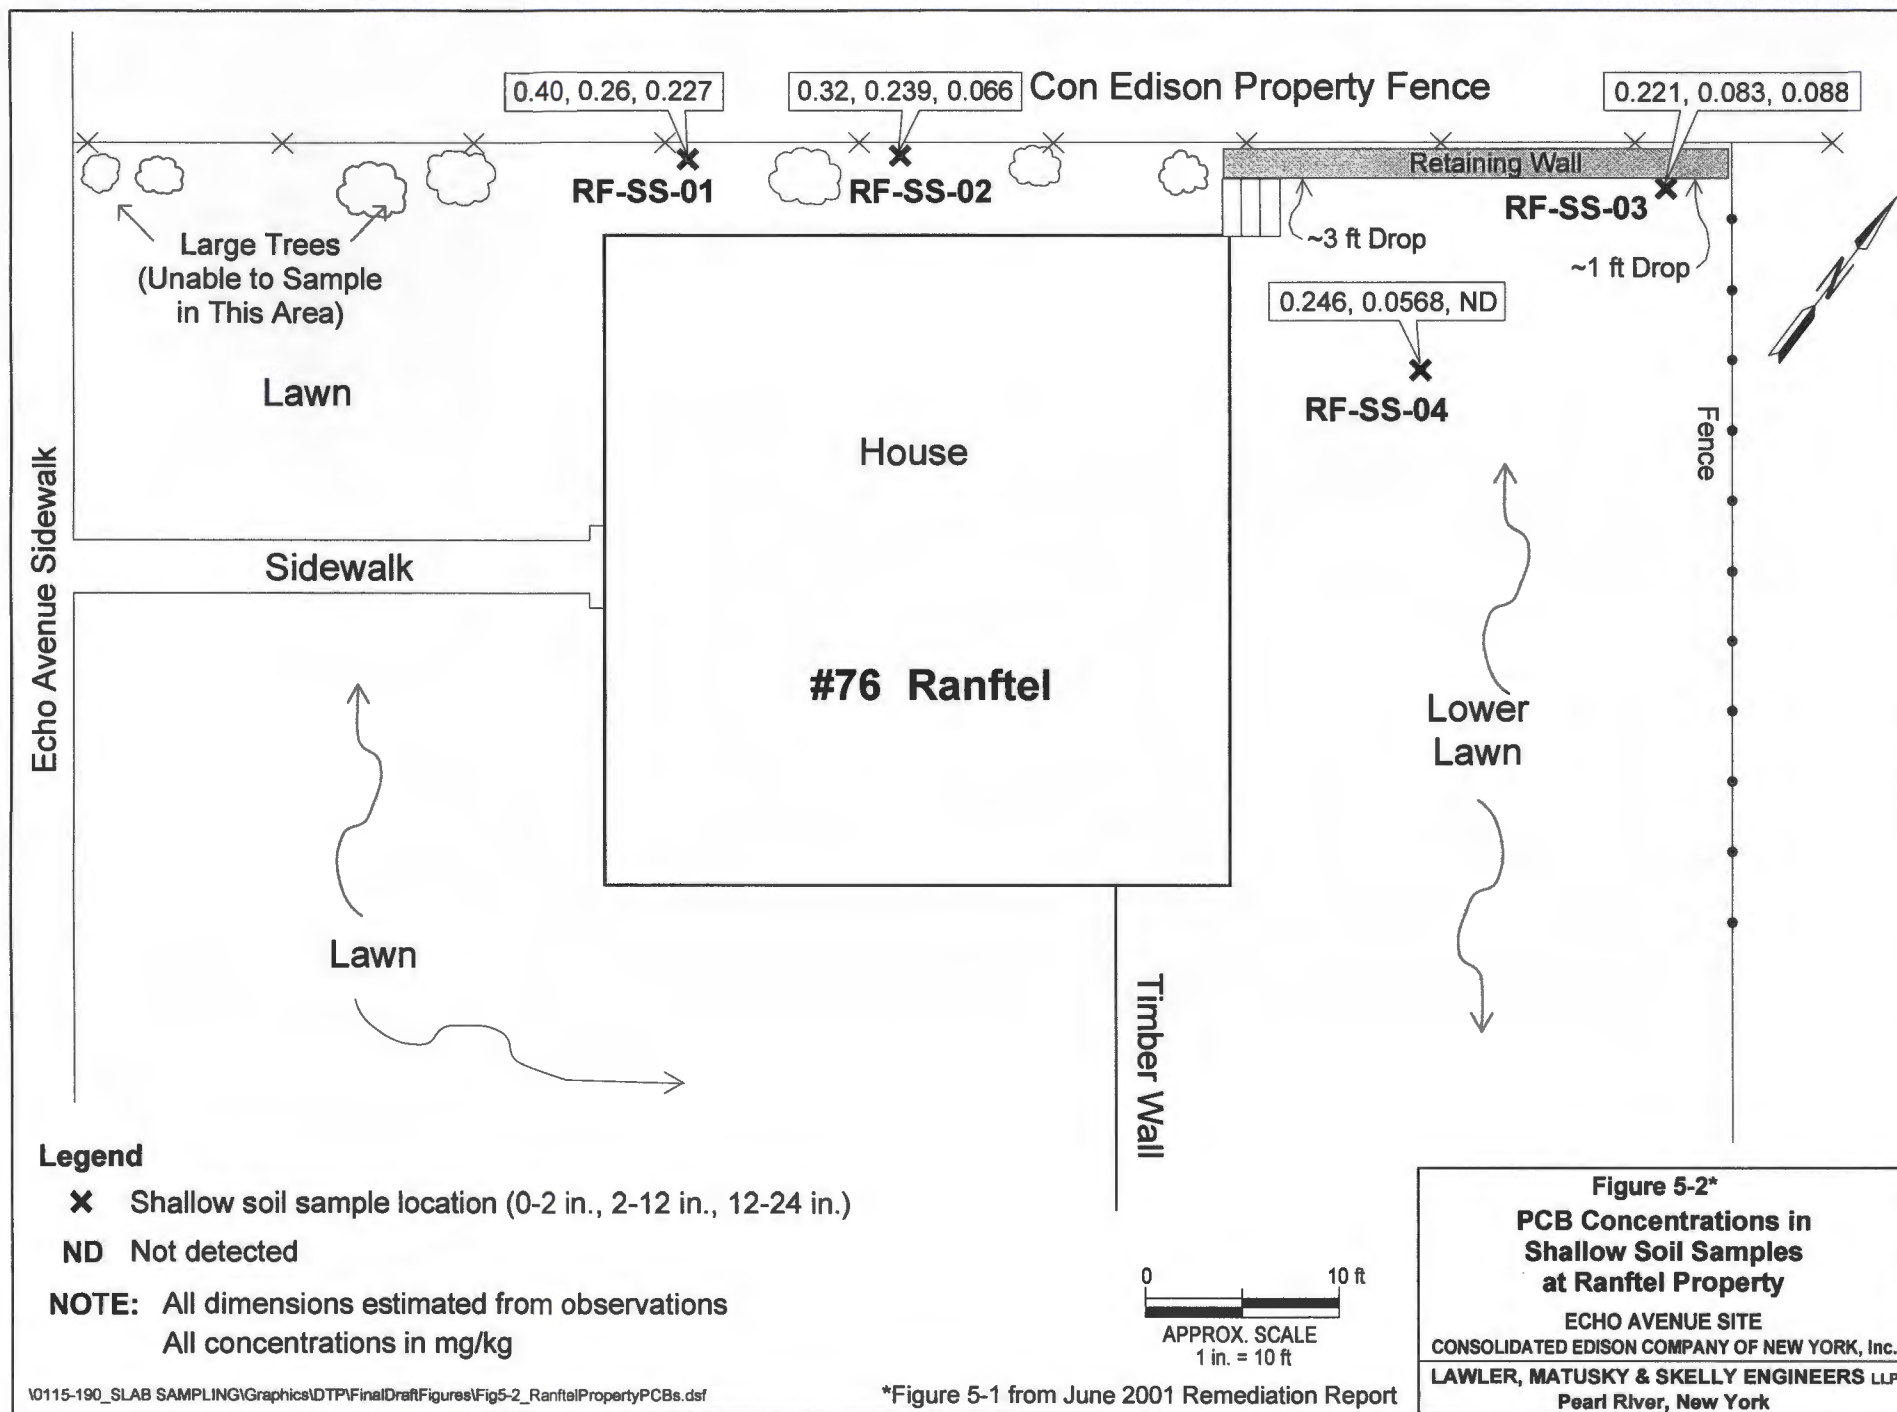 0.40, 0.26, 0.227
0.32, 0.239, 0.066
Con Edison Property Fence
0.221, 0.083, 0.088
Retaining Wall
RF-SS-01
RF-SS-02
RF-SS-03
Large Trees
(Unable to Sample
in This Area)
~3 ft Drop
~1 ft Drop
N
0.246, 0.0568, ND
RF-SS-04
Lawn
House
Fence
Echo Avenue Sidewalk
Sidewalk
#76 Ranftel
Lower
Lawn
Lawn
Timber Wall
Legend
Shallow soil sample location (0-2 in., 2-12 in., 12-24 in.)
ND Not detected
NOTE: All dimensions estimated from observations
All concentrations in mg/kg
0 10 ft
APPROX. SCALE
1 in. = 10 ft
\0115-190_SLAB SAMPLING\Graphics\DTP\FinalDraftFigures\Fig5-2_RanftelPropertyPCBs.dsf
*Figure 5-1 from June 2001 Remediation Report
Figure 5-2*
PCB Concentrations in
Shallow Soil Samples
at Ranftel Property
ECHO AVENUE SITE
CONSOLIDATED EDISON COMPANY OF NEW YORK, Inc.
LAWLER, MATUSKY & SKELLY ENGINEERS LLP
Pearl River, New York